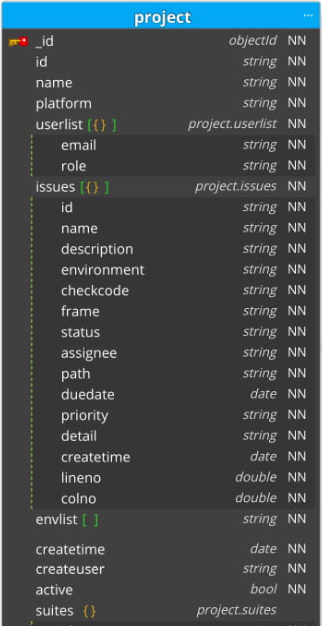 project ...
_id objectId NN
id string NN
name string NN
platform string NN
userlist [{} ] project.userlist NN
email string NN
role string NN
issues [{} ] project.issues NN
id string NN
name string NN
description string NN
environment string NN
checkcode string NN
frame string NN
status string NN
assignee string NN
path string NN
duedate date NN
priority string NN
detail string NN
createtime date NN
lineno double NN
colno double NN
envlist [ ] string NN
createtime date NN
createuser string NN
active bool NN
suites {} project.suites